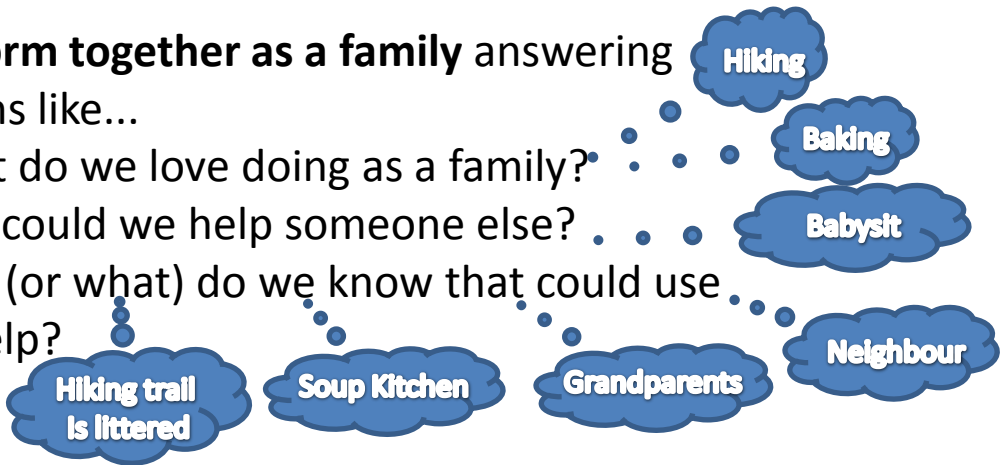 orm together as a family answering
Hiking
ns like...
Baking
t do we love doing as a family?
could we help someone else?
Babysit
(or what) do we know that could use
elp?
Neighbour
Hiking trail
Is littered
Soup Kitchen
Grandparents